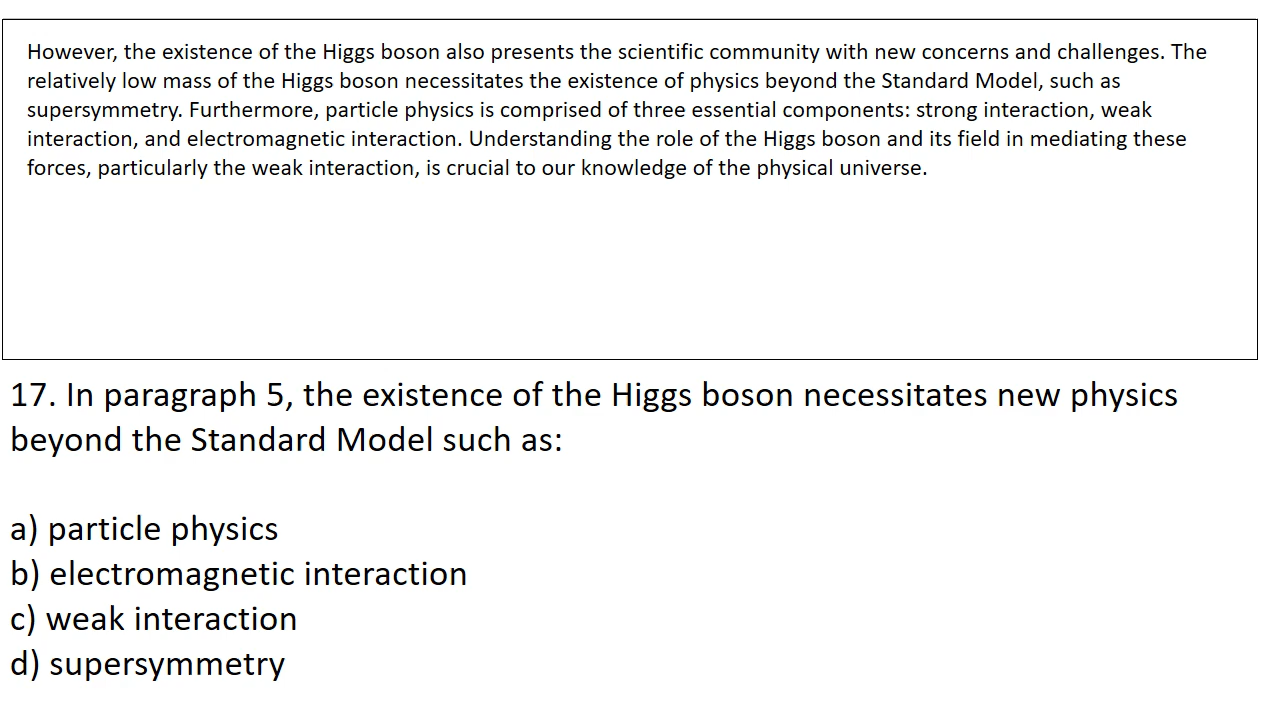 However, the existence of the Higgs boson also presents the scientific community with new concerns and challenges. The
relatively low mass of the Higgs boson necessitates the existence of physics beyond the Standard Model, such as
supersymmetry. Furthermore, particle physics is comprised of three essential components: strong interaction, weak
interaction, and electromagnetic interaction. Understanding the role of the Higgs boson and its field in mediating these
forces, particularly the weak interaction, is crucial to our knowledge of the physical universe.
17. In paragraph 5, the existence of the Higgs boson necessitates new physics
beyond the Standard Model such as:
a) particle physics
b) electromagnetic interaction
c) weak interaction
d) supersymmetry